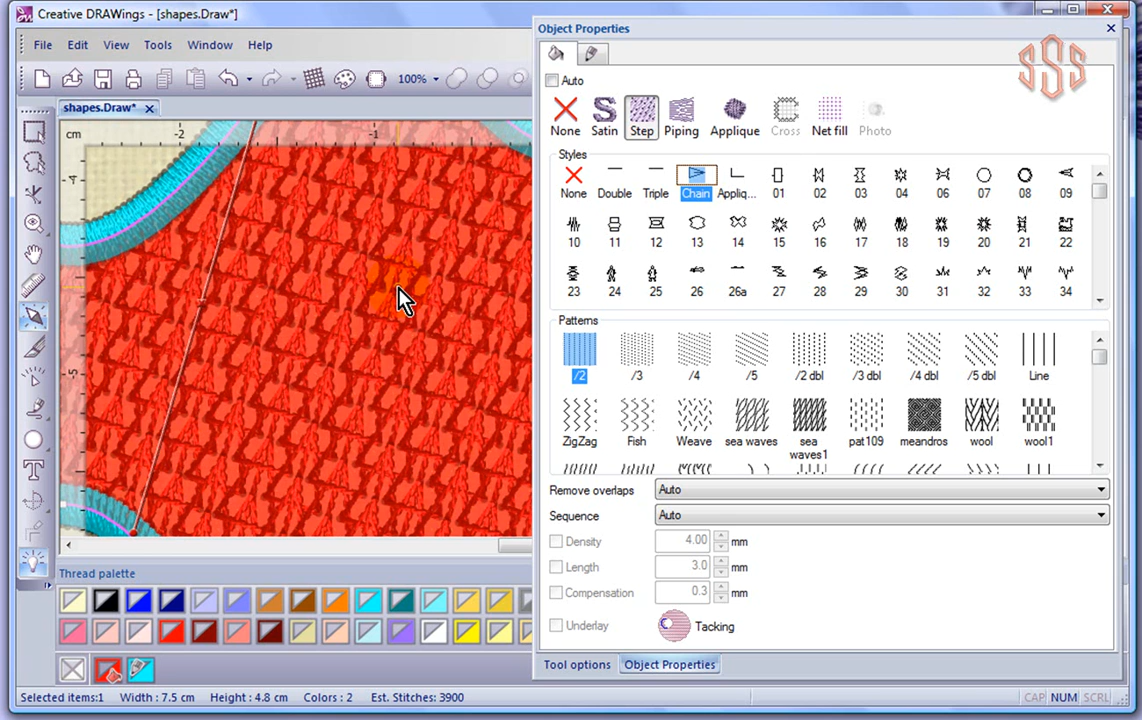 Creative DRAWings - [shapes.Draw*]
File Edit View Tools Window Help
100%
shapes.Draw*
cm
-2 -1
-4
-5
Thread palette
Selected items:1 Width : 7.5 cm Height : 4.8 cm Colors : 2 Est. Stitches: 3900
Object Properties
SSS
Auto
None Satin Step Piping Applique Cross Net fill Photo
Styles
None Double Triple Chain Appliq... 01 02 03 04 06 07 08 09
10 11 12 13 14 15 16 17 18 19 20 21 22
23 24 25 26 26a 27 28 29 30 31 32 33 34
Patterns
/2 /3 /4 /5 /2 dbl /3 dbl /4 dbl /5 dbl Line
ZigZag Fish Weave sea waves sea waves1 pat109 meandros wool wool1
Remove overlaps Auto
Sequence Auto
Density 4.00 mm
Length 3.0 mm
Compensation 0.3 mm
Underlay Tacking
Tool options Object Properties
CAP NUM SCRL